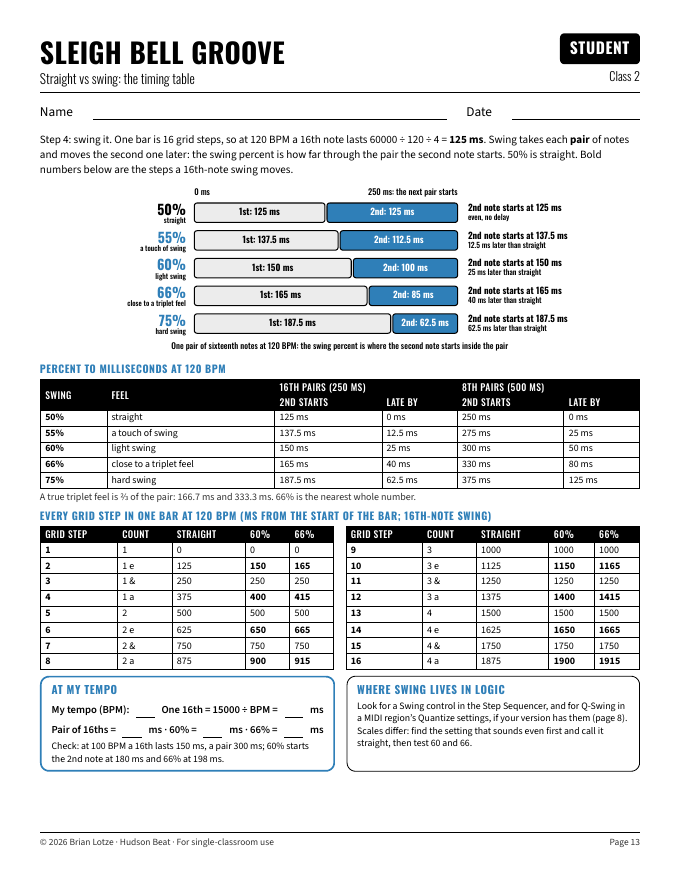 SLEIGH BELL GROOVE
STUDENT
Straight vs swing: the timing table
Class 2
Name
Date
Step 4: swing it. One bar is 16 grid steps, so at 120 BPM a 16th note lasts 60000 ÷ 120 ÷ 4 = 125 ms. Swing takes each pair of notes
and moves the second one later: the swing percent is how far through the pair the second note starts. 50% is straight. Bold
numbers below are the steps a 16th-note swing moves.
0 ms 250 ms: the next pair starts
50% 1st: 125 ms 2nd: 125 ms 2nd note starts at 125 ms
straight even, no delay
55% 1st: 137.5 ms 2nd: 112.5 ms 2nd note starts at 137.5 ms
a touch of swing 12.5 ms later than straight
60% 1st: 150 ms 2nd: 100 ms 2nd note starts at 150 ms
light swing 25 ms later than straight
66% 1st: 165 ms 2nd: 85 ms 2nd note starts at 165 ms
close to a triplet feel 40 ms later than straight
75% 1st: 187.5 ms 2nd: 62.5 ms 2nd note starts at 187.5 ms
hard swing 62.5 ms later than straight
One pair of sixteenth notes at 120 BPM: the swing percent is where the second note starts inside the pair
PERCENT TO MILLISECONDS AT 120 BPM
SWING FEEL 16TH PAIRS (250 MS) 8TH PAIRS (500 MS)
2ND STARTS LATE BY 2ND STARTS LATE BY
50% straight 125 ms 0 ms 250 ms 0 ms
55% a touch of swing 137.5 ms 12.5 ms 275 ms 25 ms
60% light swing 150 ms 25 ms 300 ms 50 ms
66% close to a triplet feel 165 ms 40 ms 330 ms 80 ms
75% hard swing 187.5 ms 62.5 ms 375 ms 125 ms
A true triplet feel is ⅔ of the pair: 166.7 ms and 333.3 ms. 66% is the nearest whole number.
EVERY GRID STEP IN ONE BAR AT 120 BPM (MS FROM THE START OF THE BAR; 16TH-NOTE SWING)
GRID STEP COUNT STRAIGHT 60% 66%
1 1 0 0 0
2 1 e 125 150 165
3 1 & 250 250 250
4 1 a 375 400 415
5 2 500 500 500
6 2 e 625 650 665
7 2 & 750 750 750
8 2 a 875 900 915
GRID STEP COUNT STRAIGHT 60% 66%
9 3 1000 1000 1000
10 3 e 1125 1150 1165
11 3 & 1250 1250 1250
12 3 a 1375 1400 1415
13 4 1500 1500 1500
14 4 e 1625 1650 1665
15 4 & 1750 1750 1750
16 4 a 1875 1900 1915
AT MY TEMPO
My tempo (BPM): ___ One 16th = 15000 ÷ BPM = ___ ms
Pair of 16ths = ___ ms · 60% = ___ ms · 66% = ___ ms
Check: at 100 BPM a 16th lasts 150 ms, a pair 300 ms; 60% starts
the 2nd note at 180 ms and 66% at 198 ms.
WHERE SWING LIVES IN LOGIC
Look for a Swing control in the Step Sequencer, and for Q-Swing in
a MIDI region's Quantize settings, if your version has them (page 8).
Scales differ: find the setting that sounds even first and call it
straight, then test 60 and 66.
© 2026 Brian Lotze · Hudson Beat · For single-classroom use
Page 13